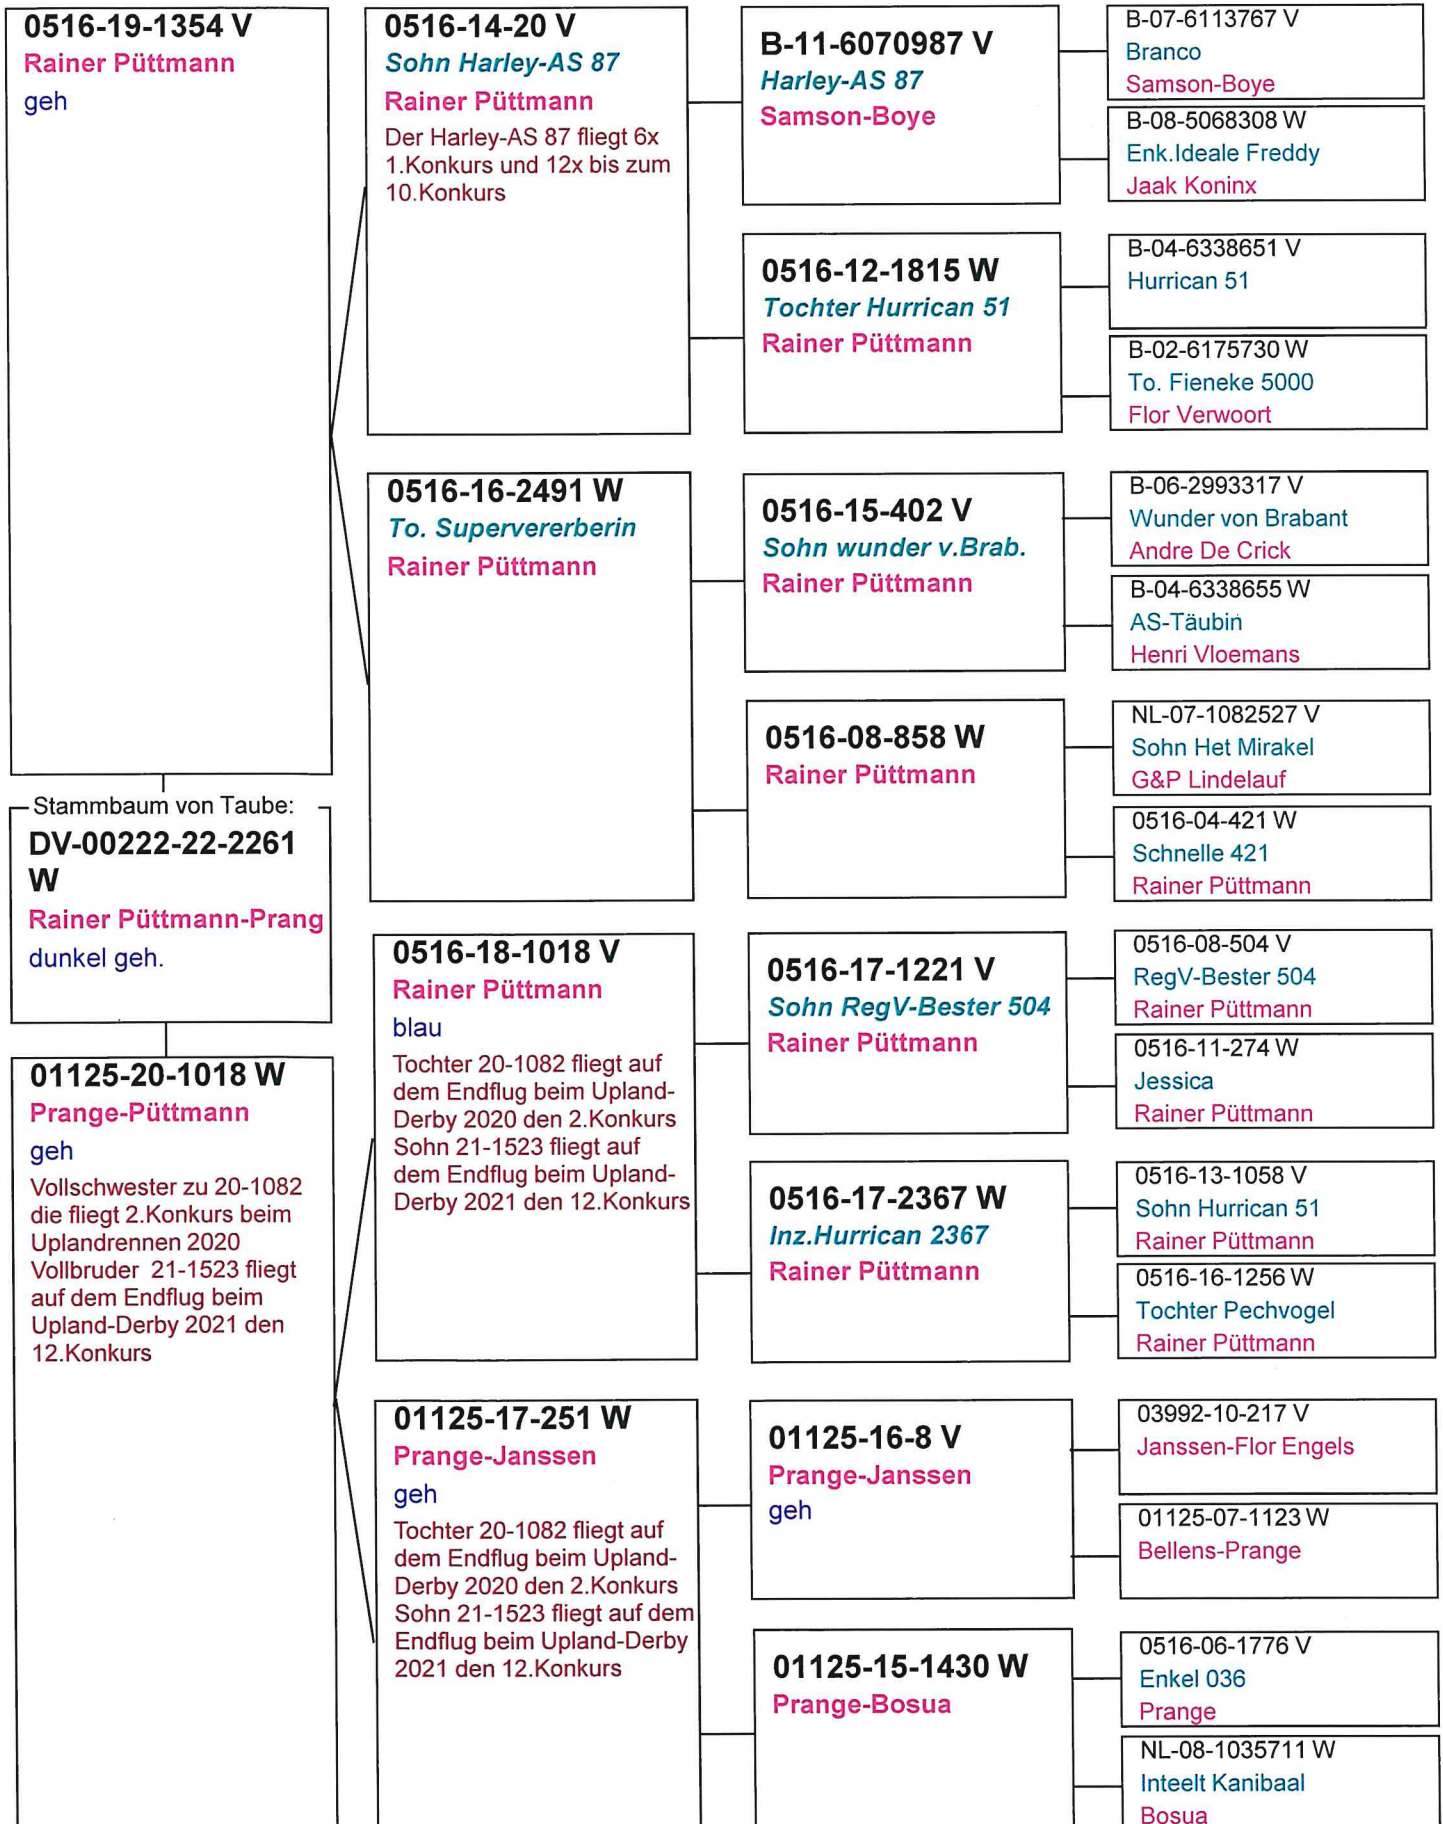 0516-19-1354 V
Rainer Püttmann
geh
Stammbaum von Taube:
DV-00222-22-2261
W
Rainer Püttmann-Prang
dunkel geh.
01125-20-1018 W
Prange-Püttmann
geh
Vollschwester zu 20-1082
die fliegt 2.Konkurs beim
Uplandrennen 2020
Vollbruder 21-1523 fliegt
auf dem Endflug beim
Upland-Derby 2021 den
12.Konkurs
0516-14-20 V
Sohn Harley-AS 87
Rainer Püttmann
Der Harley-AS 87 fliegt 6x
1.Konkurs und 12x bis zum
10.Konkurs
0516-16-2491 W
To. Supervererberin
Rainer Püttmann
0516-18-1018 V
Rainer Püttmann
blau
Tochter 20-1082 fliegt auf
dem Endflug beim Upland-
Derby 2020 den 2.Konkurs
Sohn 21-1523 fliegt auf
dem Endflug beim Upland-
Derby 2021 den 12.Konkurs
01125-17-251 W
Prange-Janssen
geh
Tochter 20-1082 fliegt auf
dem Endflug beim Upland-
Derby 2020 den 2.Konkurs
Sohn 21-1523 fliegt auf dem
Endflug beim Upland-Derby
2021 den 12.Konkurs
B-11-6070987 V
Harley-AS 87
Samson-Boye
0516-12-1815 W
Tochter Hurrican 51
Rainer Püttmann
0516-15-402 V
Sohn wunder v.Brab.
Rainer Püttmann
0516-08-858 W
Rainer Püttmann
0516-17-1221 V
Sohn RegV-Bester 504
Rainer Püttmann
0516-17-2367 W
Inz.Hurrican 2367
Rainer Püttmann
01125-16-8 V
Prange-Janssen
geh
01125-15-1430 W
Prange-Bosua
B-07-6113767 V
Branco
Samson-Boye
B-08-5068308 W
Enk.Ideale Freddy
Jaak Koninx
B-04-6338651 V
Hurrican 51
B-02-6175730 W
To. Fieneke 5000
Flor Verwoort
B-06-2993317 V
Wunder von Brabant
Andre De Crick
B-04-6338655 W
AS-Täubin
Henri Vloemans
NL-07-1082527 V
Sohn Het Mirakel
G&P Lindelauf
0516-04-421 W
Schnelle 421
Rainer Püttmann
0516-08-504 V
RegV-Bester 504
Rainer Püttmann
0516-11-274 W
Jessica
Rainer Püttmann
0516-13-1058 V
Sohn Hurrican 51
Rainer Püttmann
0516-16-1256 W
Tochter Pechvogel
Rainer Püttmann
03992-10-217 V
Janssen-Flor Engels
01125-07-1123 W
Bellens-Prange
0516-06-1776 V
Enkel 036
Prange
NL-08-1035711 W
Inteelt Kanibaal
Bosua